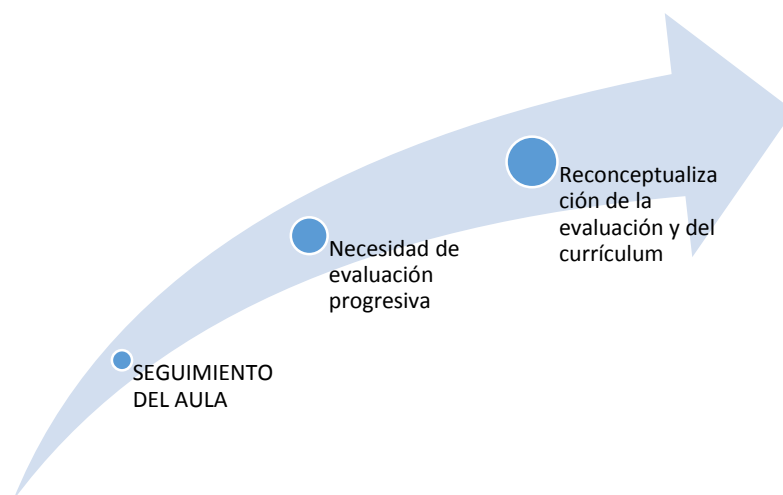 Reconceptualiza
ción de la
evaluación y del
currículum
Necesidad de
evaluación
progresiva
SEGUIMIENTO
DEL AULA